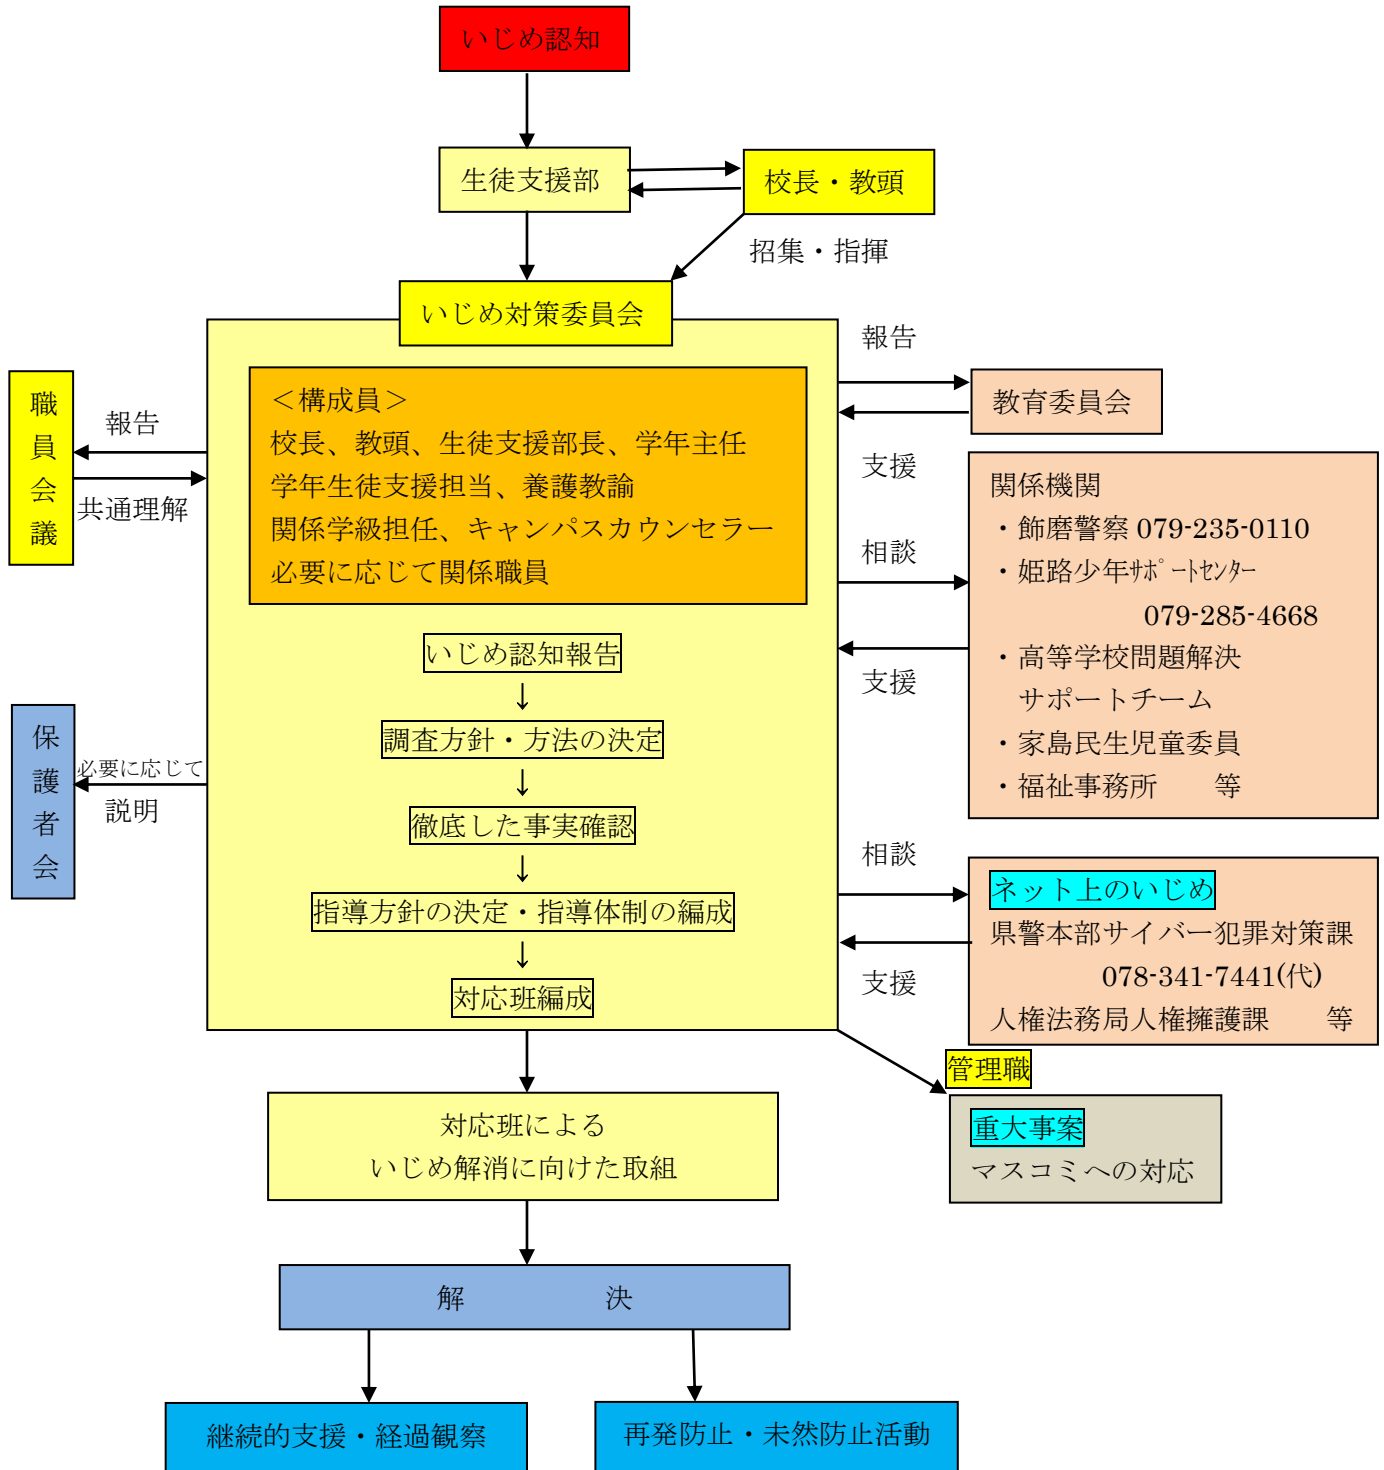 いじめ認知
生徒支援部
校長・教頭
招集・指揮
いじめ対策委員会
報告
教育委員会
支援
職員会議
報告
共通理解
＜構成員＞
校長、教頭、生徒支援部長、学年主任
学年生徒支援担当、養護教諭
関係学級担任、キャンパスカウンセラー
必要に応じて関係職員
相談
支援
関係機関
・飾磨警察 079-235-0110
・姫路少年ｻﾎﾟｰﾄｾﾝﾀｰ
079-285-4668
・高等学校問題解決
サポートチーム
・家島民生児童委員
・福祉事務所　　等
いじめ認知報告
↓
調査方針・方法の決定
↓
徹底した事実確認
↓
指導方針の決定・指導体制の編成
↓
対応班編成
保護者会
必要に応じて
説明
相談
支援
ネット上のいじめ
県警本部サイバー犯罪対策課
078-341-7441(代)
人権法務局人権擁護課　　等
管理職
重大事案
マスコミへの対応
対応班による
いじめ解消に向けた取組
解　　　　　決
継続的支援・経過観察
再発防止・未然防止活動